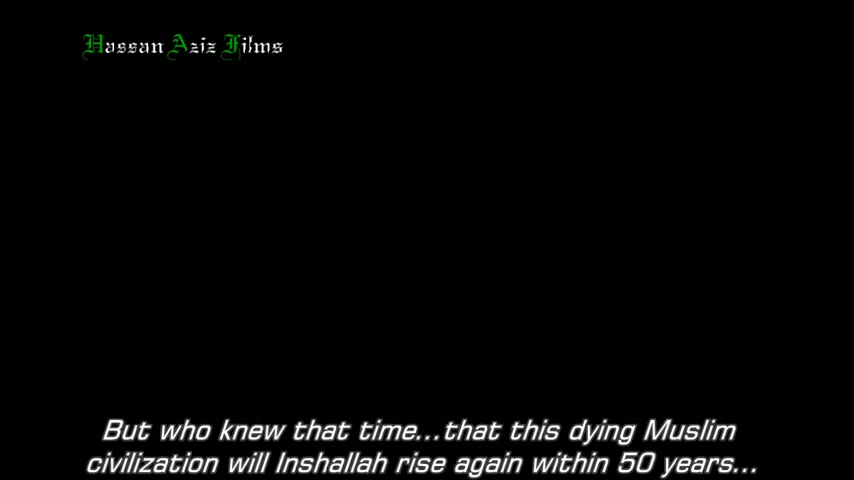 Hassan Aziz Films
But who knew that time...that this dying Muslim
civilization will Inshallah rise again within 50 years...